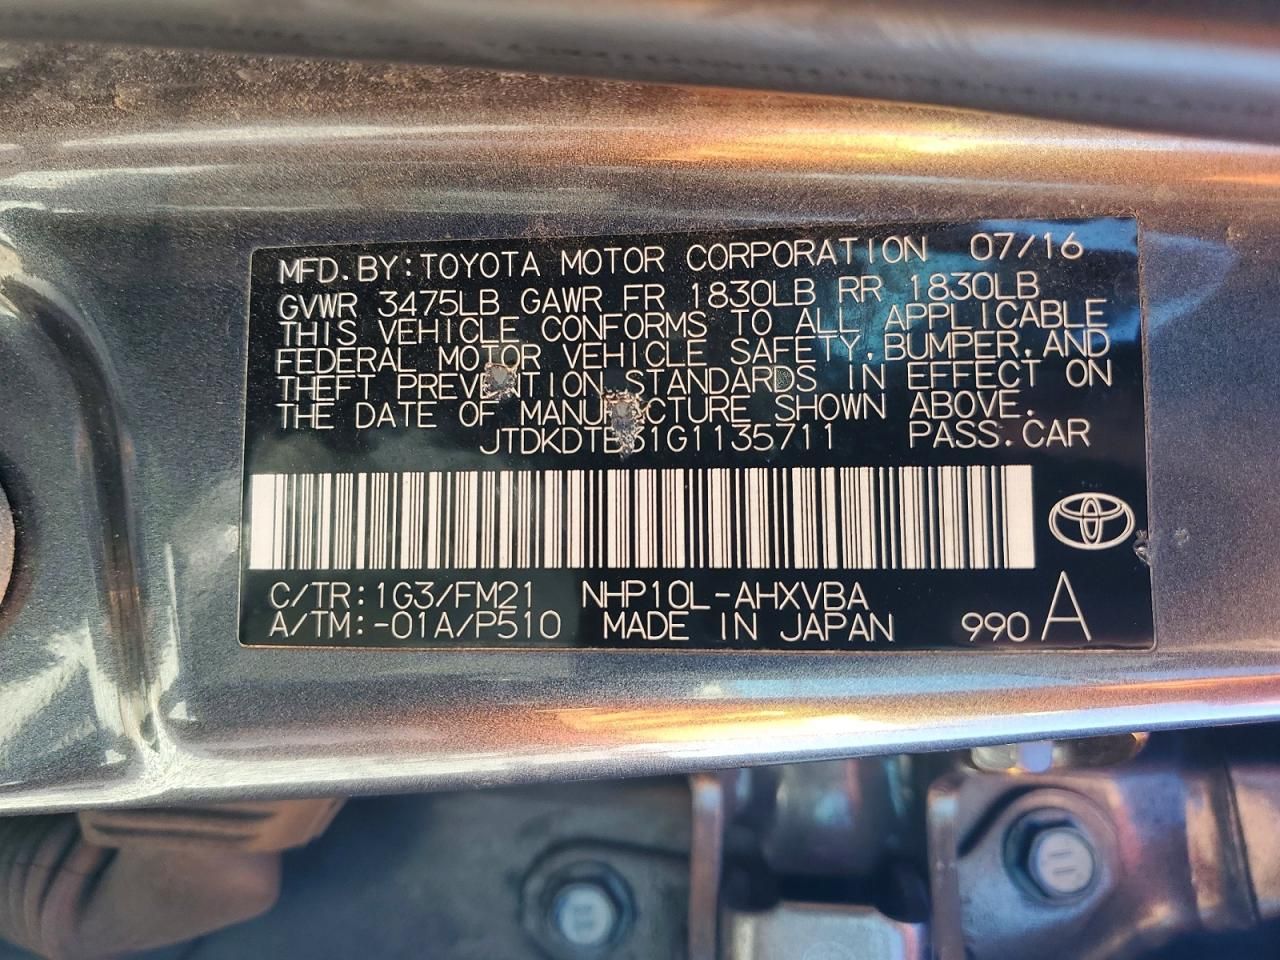 MFD.BY:TOYOTA MOTOR CORPORATION 07/16
GVWR 3475LB GAWR FR 1830LB RR 1830LB
THIS VEHICLE CONFORMS TO ALL APPLICABLE
FEDERAL MOTOR VEHICLE SAFETY,BUMPER,AND
THEFT PREVENTION STANDARDS IN EFFECT ON
THE DATE OF MANUFACTURE SHOWN ABOVE.
JTDKDTB31G1135711 PASS.CAR
C/TR:1G3/FM21 NHP10L-AHXVBA
A/TM:-01A/P510 MADE IN JAPAN 990 A